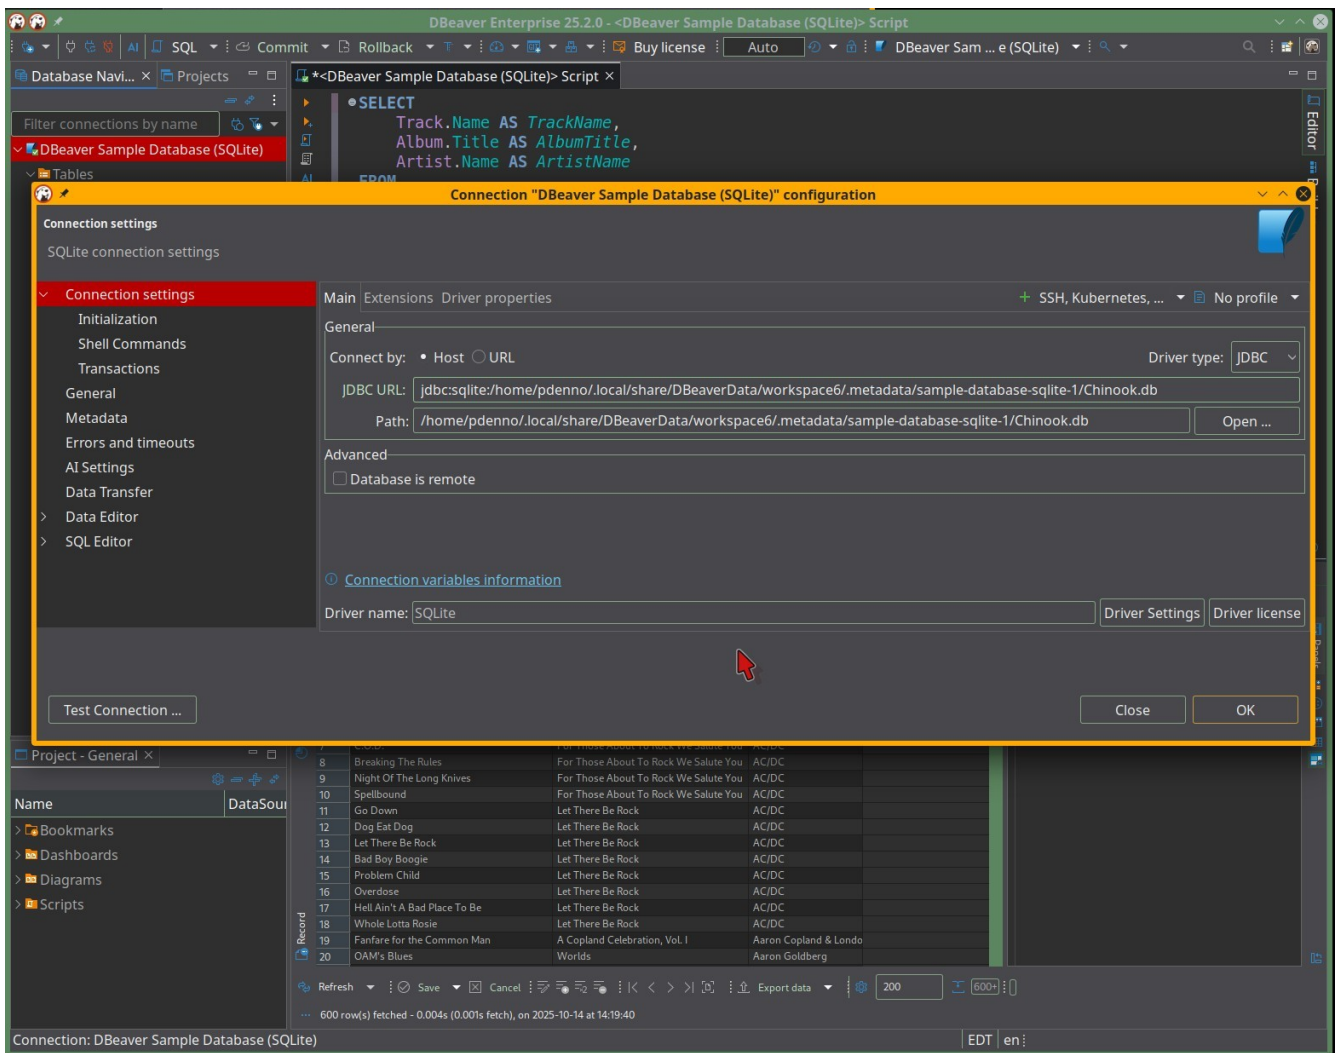 DBeaver Enterprise 25.2.0 - <DBeaver Sample Database (SQLite)> Script
AI SQL Commit Rollback T Buy license Auto DBeaver Sam ... e (SQLite)
Database Navi... × Projects
*<DBeaver Sample Database (SQLite)> Script ×
Filter connections by name
DBeaver Sample Database (SQLite)
Tables
SELECT
Track.Name AS TrackName,
Album.Title AS AlbumTitle,
Artist.Name AS ArtistName
FROM
AI
Editor
Connection "DBeaver Sample Database (SQLite)" configuration
Connection settings
SQLite connection settings
Connection settings
Initialization
Shell Commands
Transactions
General
Metadata
Errors and timeouts
AI Settings
Data Transfer
Data Editor
SQL Editor
Main Extensions Driver properties
+ SSH, Kubernetes, ... No profile
General
Connect by: Host URL
Driver type: JDBC
JDBC URL: jdbc:sqlite:/home/pdenno/.local/share/DBeaverData/workspace6/.metadata/sample-database-sqlite-1/Chinook.db
Path: /home/pdenno/.local/share/DBeaverData/workspace6/.metadata/sample-database-sqlite-1/Chinook.db Open ...
Advanced
Database is remote
Connection variables information
Driver name: SQLite Driver Settings Driver license
Test Connection ... Close OK
Panels
Project - General ×
Name DataSour
Bookmarks
Dashboards
Diagrams
Scripts
7 C.O.D. For Those About To Rock We Salute You AC/DC
8 Breaking The Rules For Those About To Rock We Salute You AC/DC
9 Night Of The Long Knives For Those About To Rock We Salute You AC/DC
10 Spellbound For Those About To Rock We Salute You AC/DC
11 Go Down Let There Be Rock AC/DC
12 Dog Eat Dog Let There Be Rock AC/DC
13 Let There Be Rock Let There Be Rock AC/DC
14 Bad Boy Boogie Let There Be Rock AC/DC
15 Problem Child Let There Be Rock AC/DC
16 Overdose Let There Be Rock AC/DC
17 Hell Ain't A Bad Place To Be Let There Be Rock AC/DC
18 Whole Lotta Rosie Let There Be Rock AC/DC
19 Fanfare for the Common Man A Copland Celebration, Vol. I Aaron Copland & Londo
20 OAM's Blues Worlds Aaron Goldberg
Record
Refresh Save Cancel Export data 200 600+
600 row(s) fetched - 0.004s (0.001s fetch), on 2025-10-14 at 14:19:40
Connection: DBeaver Sample Database (SQLite) EDT en